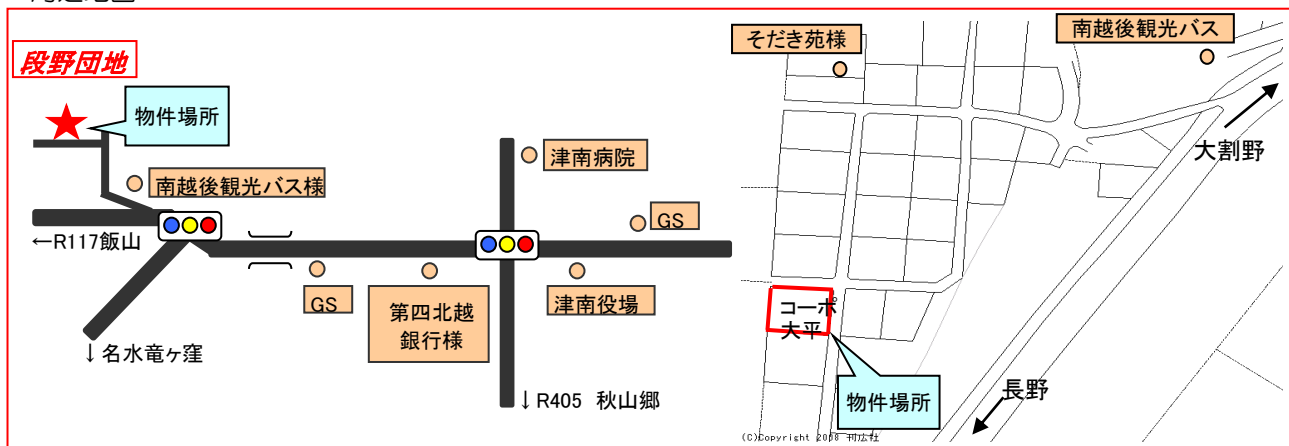 段野団地
物件場所
南越後観光バス様
←R117飯山
↓名水竜ヶ窪
GS
第四北越
銀行様
津南病院
GS
津南役場
↓R405 秋山郷
そだき苑様
南越後観光バス
大割野
コーポ
大平
物件場所
長野
(C)Copyright